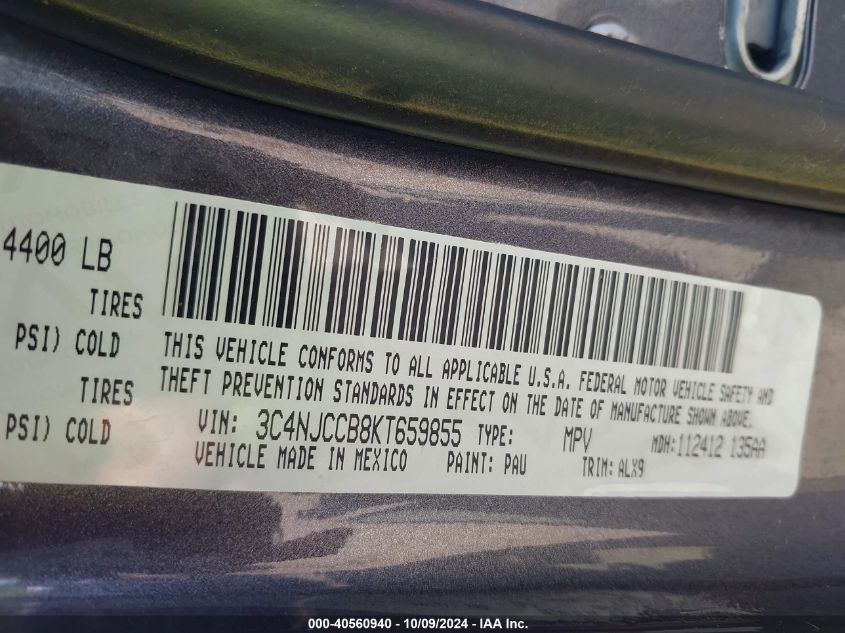 4400 LB
TIRES
PSI) COLD
TIRES
PSI) COLD
THIS VEHICLE CONFORMS TO ALL APPLICABLE U.S.A. FEDERAL MOTOR VEHICLE SAFETY AND
THEFT PREVENTION STANDARDS IN EFFECT ON THE DATE OF MANUFACTURE SHOWN ABOVE.
VIN: 3C4NJCCB8KT659855 TYPE: MPV MDH:112412 135AA
VEHICLE MADE IN MEXICO PAINT: PAU TRIM: ALX9
000-40560940 - 10/09/2024 - IAA Inc.